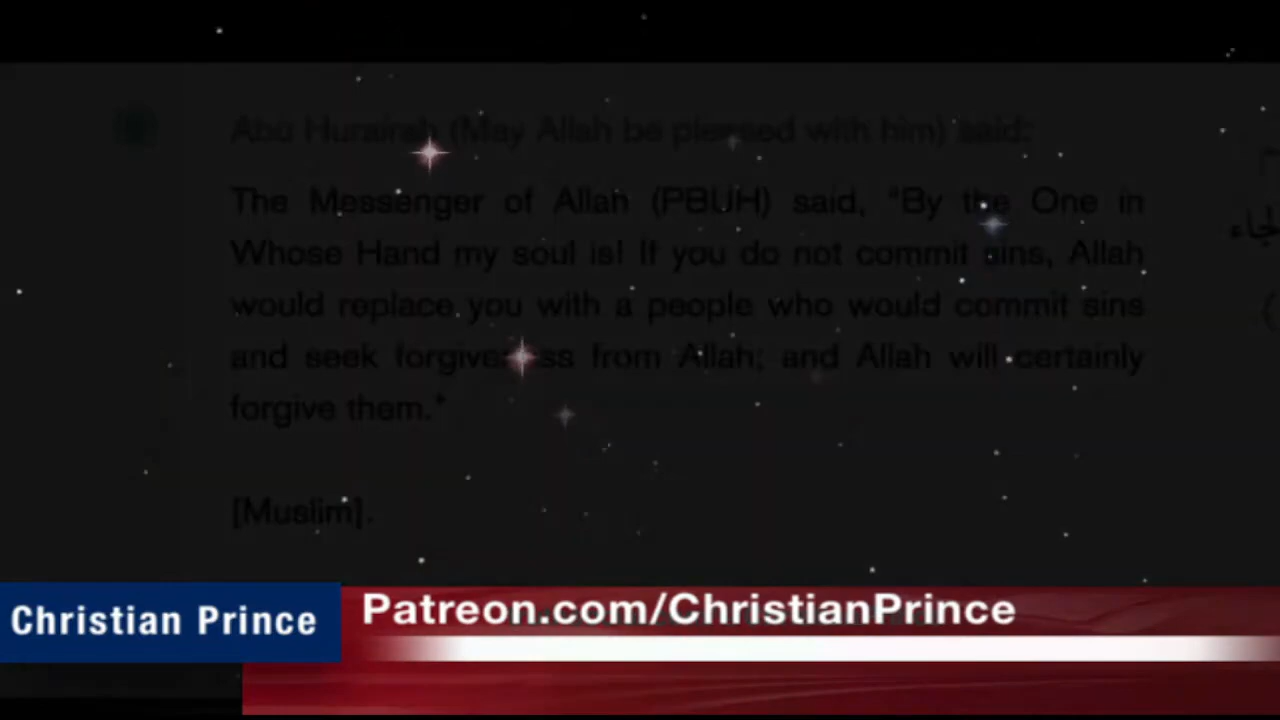 Abu Hurairah (May Allah be pleased with him) said:
The Messenger of Allah (PBUH) said, "By the One in
Whose Hand my soul is! If you do not commit sins, Allah
would replace you with a people who would commit sins
and seek forgiveness from Allah; and Allah will certainly
forgive them."
[Muslim].
Christian Prince
Patreon.com/ChristianPrince